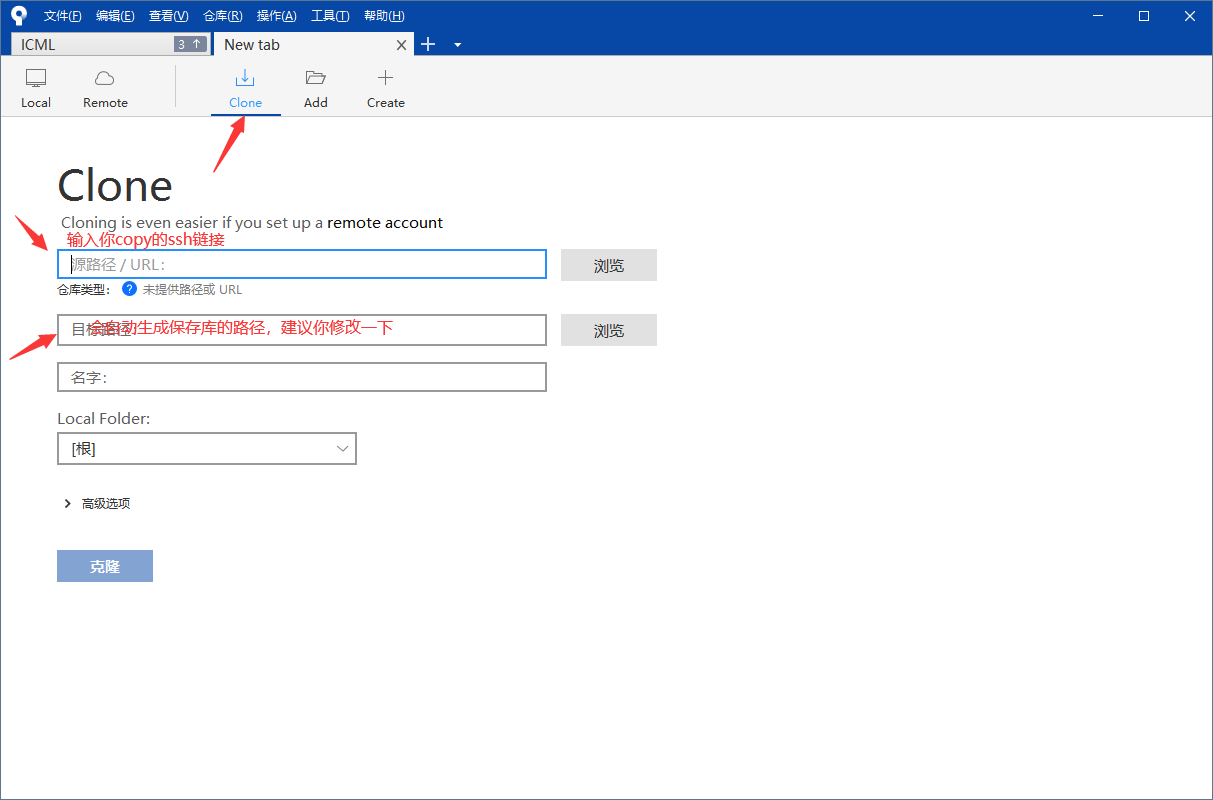 文件(F) 编辑(E) 查看(V) 仓库(R) 操作(A) 工具(T) 帮助(H)
ICML 3 New tab
Local Remote Clone Add Create
Clone
Cloning is even easier if you set up a remote account
输入你copy的ssh链接
源路径 / URL: 浏览
仓库类型: ? 未提供路径或 URL
目标路径:
会自动生成保存库的路径，建议你修改一下
浏览
名字:
Local Folder:
[根]
高级选项
克隆